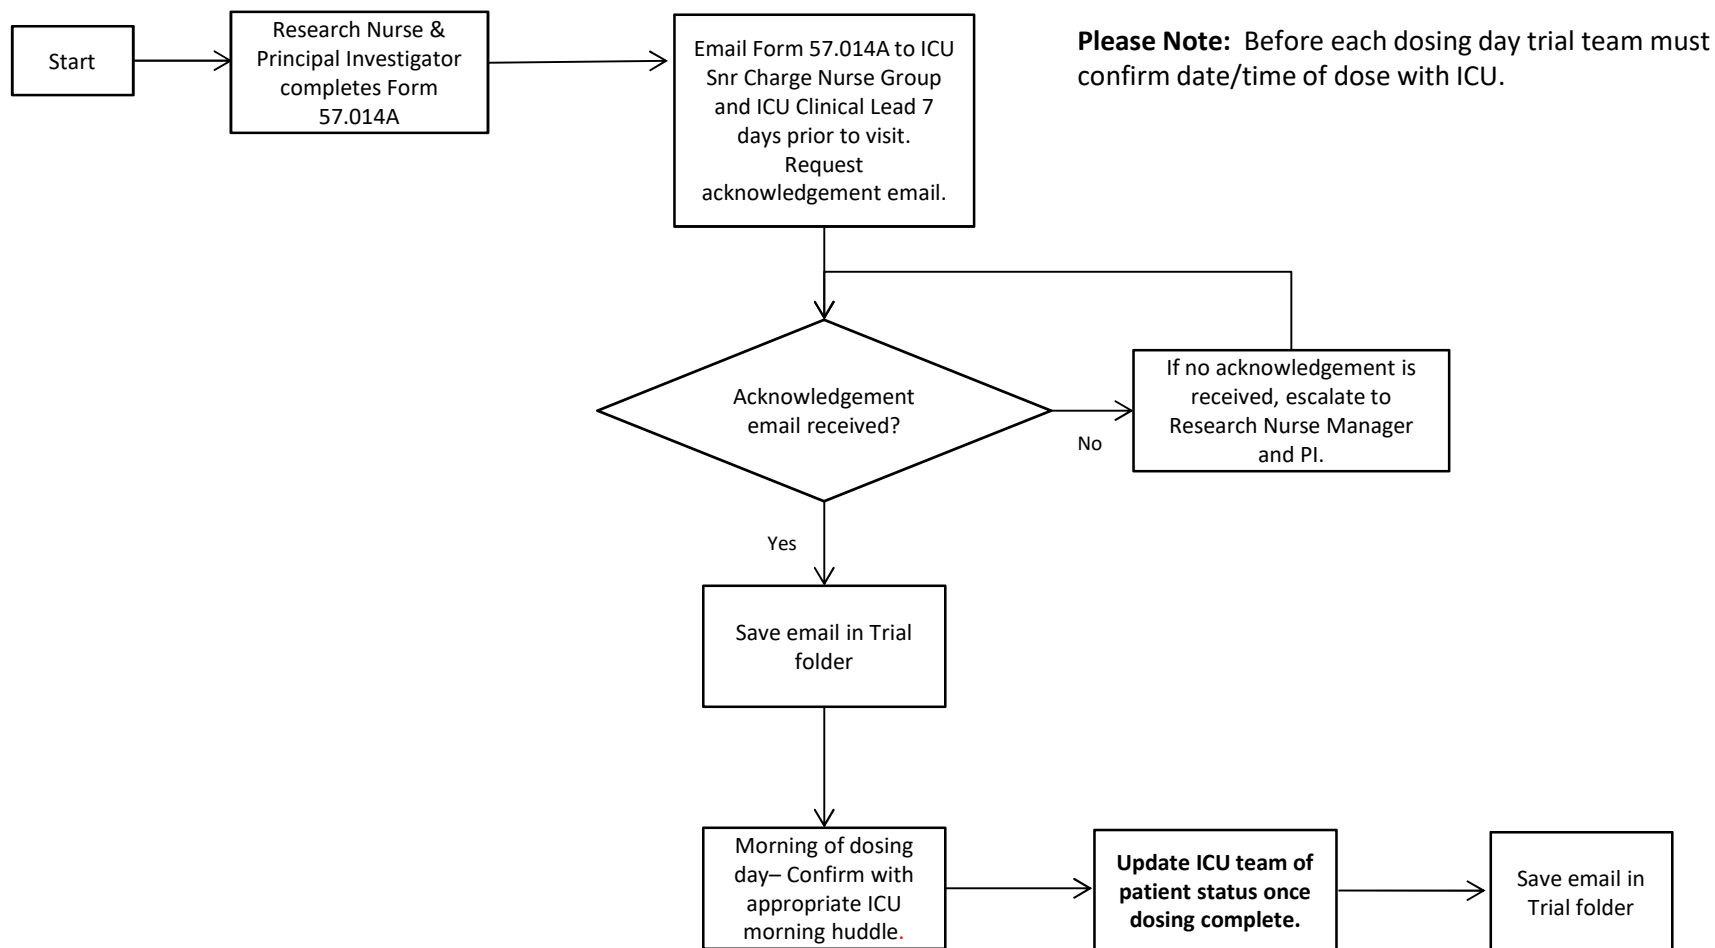 Start
Research Nurse &
Principal Investigator
completes Form
57.014A
Email Form 57.014A to ICU
Snr Charge Nurse Group
and ICU Clinical Lead 7
days prior to visit.
Request
acknowledgement email.
Please Note: Before each dosing day trial team must
confirm date/time of dose with ICU.
Acknowledgement
email received?
No
If no acknowledgement is
received, escalate to
Research Nurse Manager
and PI.
Yes
Save email in Trial
folder
Morning of dosing
day– Confirm with
appropriate ICU
morning huddle.
Update ICU team of
patient status once
dosing complete.
Save email in
Trial folder